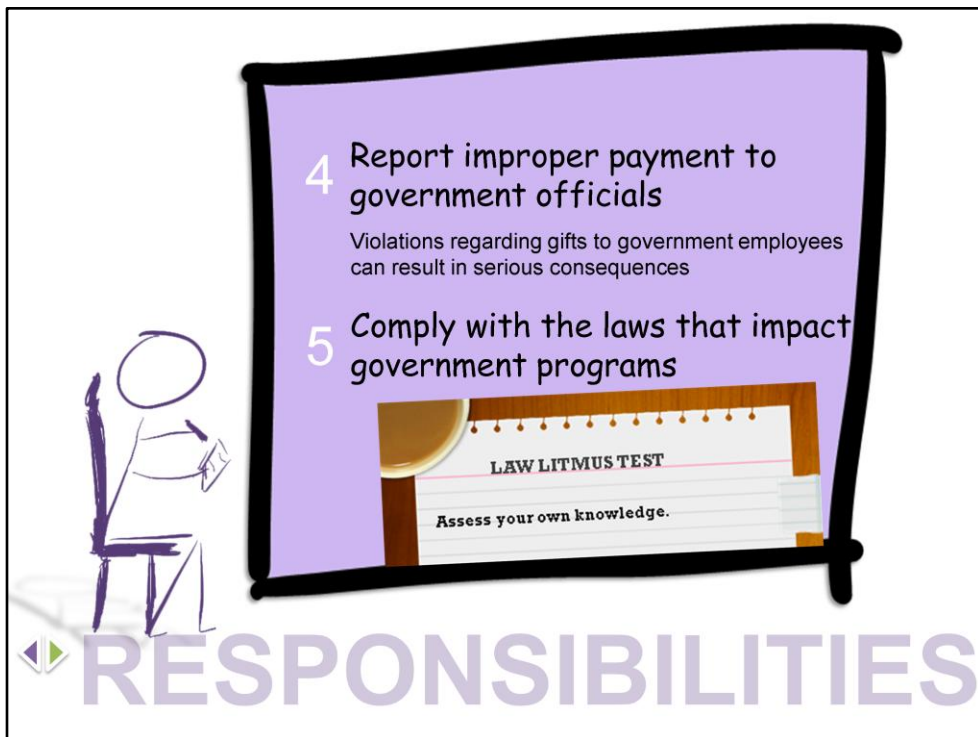 4 Report improper payment to
government officials
Violations regarding gifts to government employees
can result in serious consequences
5 Comply with the laws that impact
government programs
LAW LITMUS TEST
Assess your own knowledge.
RESPONSIBILITIES